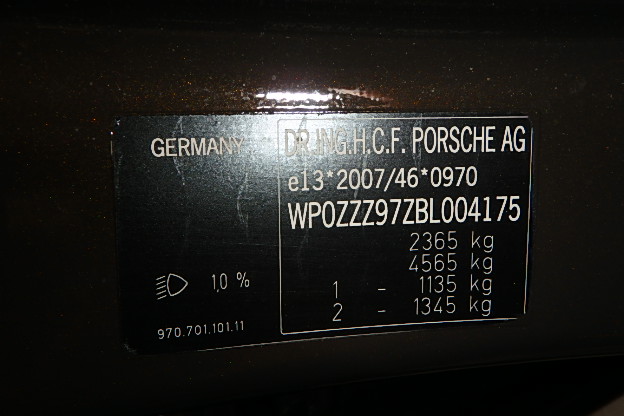 GERMANY
DR.ING.H.C.F. PORSCHE AG
e13*2007/46*0970
WP0ZZZ97ZBL004175
2365 kg
4565 kg
1 - 1135 kg
2 - 1345 kg
1,0 %
970.701.101.11